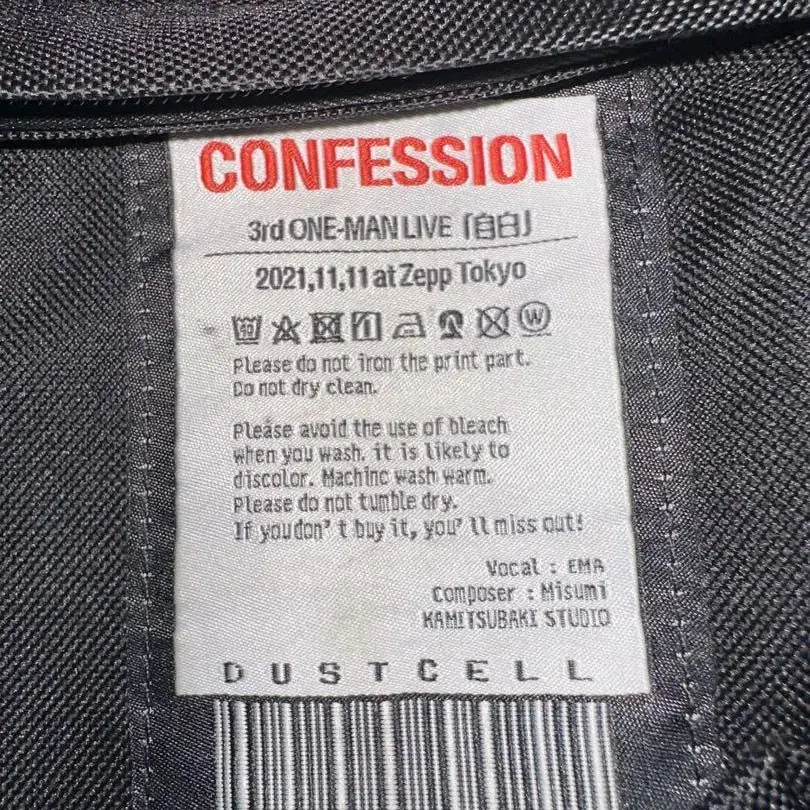 CONFESSION
3rd ONE-MAN LIVE「自白」
2021,11,11 at Zepp Tokyo
Please do not iron the print part.
Do not dry clean.
Please avoid the use of bleach
when you wash. it is likely to
discolor. Machine wash warm.
Please do not tumble dry.
If you don't buy it, you'll miss out!
Vocal : EMA
Composer : Misumi
KAMITSUBAKI STUDIO
DUSTCELL